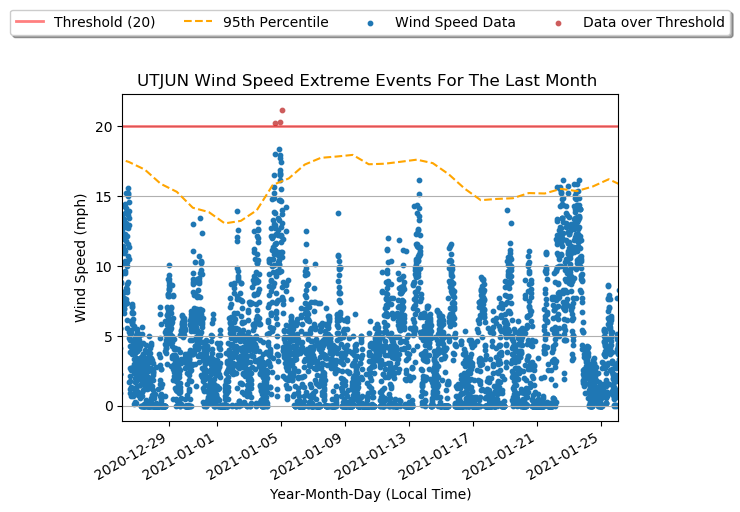 Threshold (20) 95th Percentile Wind Speed Data Data over Threshold
UTJUN Wind Speed Extreme Events For The Last Month
20
15
10
5
0
Wind Speed (mph)
2020-12-29 2021-01-01 2021-01-05 2021-01-09 2021-01-13 2021-01-17 2021-01-21 2021-01-25
Year-Month-Day (Local Time)